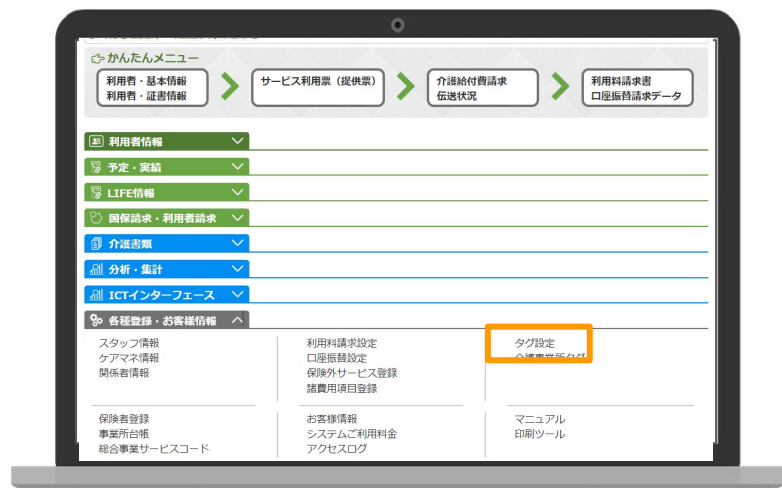 かんたんメニュー
利用者・基本情報
利用者・証書情報
サービス利用票（提供票）
介護給付費請求
伝送状況
利用料請求書
口座振替請求データ
利用者情報
予定・実績
LIFE情報
国保請求・利用者請求
介護書類
分析・集計
ICTインターフェース
各種登録・お客様情報
スタッフ情報
ケアマネ情報
関係者情報
利用料請求設定
口座振替設定
保険外サービス登録
諸費用項目登録
タグ設定
介護事業所タグ
保険者登録
事業所台帳
総合事業サービスコード
お客様情報
システムご利用料金
アクセスログ
マニュアル
印刷ツール